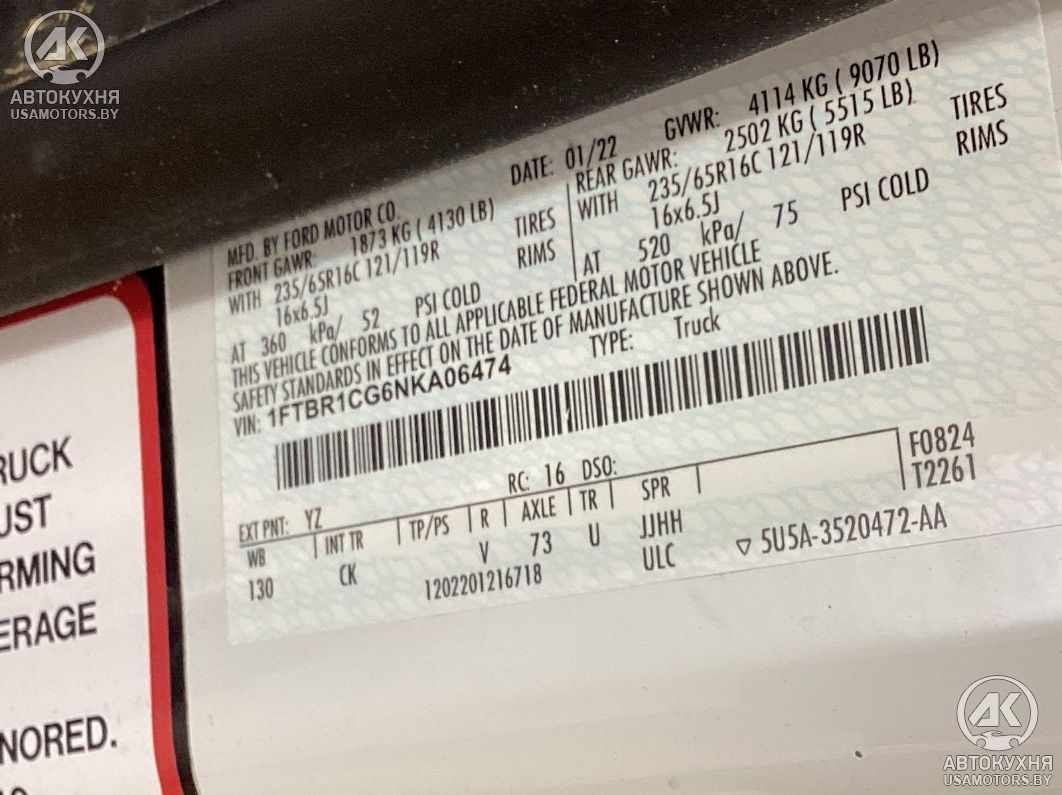 АВТОКУХНЯ
USAMOTORS.BY
MFD. BY FORD MOTOR CO.
DATE: 01/22
GVWR: 4114 KG ( 9070 LB)
FRONT GAWR: 1873 KG ( 4130 LB)
WITH 235/65R16C 121/119R TIRES
16x6.5J RIMS
AT 360 kPa/ 52 PSI COLD
REAR GAWR: 2502 KG ( 5515 LB)
WITH 235/65R16C 121/119R TIRES
16x6.5J RIMS
AT 520 kPa/ 75 PSI COLD
THIS VEHICLE CONFORMS TO ALL APPLICABLE FEDERAL MOTOR VEHICLE
SAFETY STANDARDS IN EFFECT ON THE DATE OF MANUFACTURE SHOWN ABOVE.
VIN: 1FTBR1CG6NKA06474 TYPE: Truck
EXT PNT: YZ RC: 16 DSO: F0824
WB INT TR TP/PS R AXLE TR SPR T2261
130 CK V 73 U JJHH
1202201216718 ULC ▽ 5U5A-3520472-AA
RUCK
UST
RMING
ERAGE
NORED.
АВТОКУХНЯ
USAMOTORS.BY